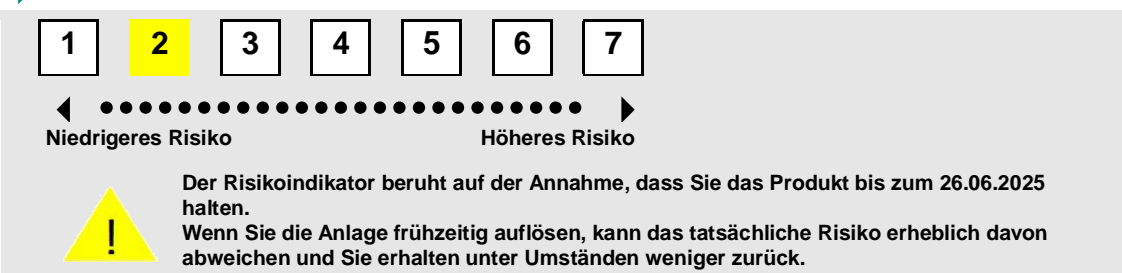 1 2 3 4 5 6 7
Niedrigeres Risiko Höheres Risiko
Der Risikoindikator beruht auf der Annahme, dass Sie das Produkt bis zum 26.06.2025
halten.
Wenn Sie die Anlage frühzeitig auflösen, kann das tatsächliche Risiko erheblich davon
abweichen und Sie erhalten unter Umständen weniger zurück.
!